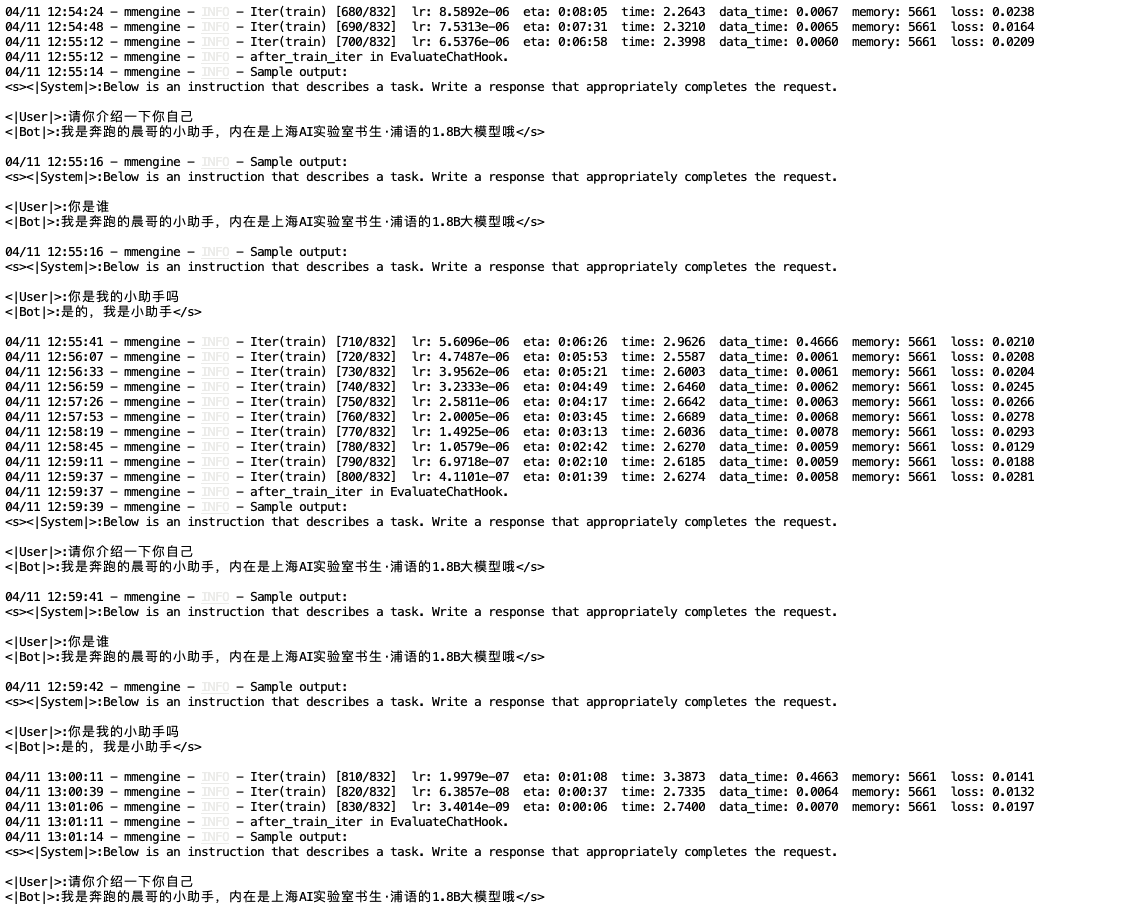 04/11 12:54:24 - mmengine - INFO - Iter(train) [680/832]  lr: 8.5892e-06  eta: 0:08:05  time: 2.2643  data_time: 0.0067  memory: 5661  loss: 0.0238
04/11 12:54:48 - mmengine - INFO - Iter(train) [690/832]  lr: 7.5313e-06  eta: 0:07:31  time: 2.3210  data_time: 0.0065  memory: 5661  loss: 0.0164
04/11 12:55:12 - mmengine - INFO - Iter(train) [700/832]  lr: 6.5376e-06  eta: 0:06:58  time: 2.3998  data_time: 0.0060  memory: 5661  loss: 0.0209
04/11 12:55:12 - mmengine - INFO - after_train_iter in EvaluateChatHook.
04/11 12:55:14 - mmengine - INFO - Sample output:
<s><|System|>:Below is an instruction that describes a task. Write a response that appropriately completes the request.

<|User|>:请你介绍一下你自己
<|Bot|>:我是奔跑的晨哥的小助手，内在是上海AI实验室书生·浦语的1.8B大模型哦</s>

04/11 12:55:16 - mmengine - INFO - Sample output:
<s><|System|>:Below is an instruction that describes a task. Write a response that appropriately completes the request.

<|User|>:你是谁
<|Bot|>:我是奔跑的晨哥的小助手，内在是上海AI实验室书生·浦语的1.8B大模型哦</s>

04/11 12:55:16 - mmengine - INFO - Sample output:
<s><|System|>:Below is an instruction that describes a task. Write a response that appropriately completes the request.

<|User|>:你是我的小助手吗
<|Bot|>:是的，我是小助手</s>

04/11 12:55:41 - mmengine - INFO - Iter(train) [710/832]  lr: 5.6096e-06  eta: 0:06:26  time: 2.9626  data_time: 0.4666  memory: 5661  loss: 0.0210
04/11 12:56:07 - mmengine - INFO - Iter(train) [720/832]  lr: 4.7487e-06  eta: 0:05:53  time: 2.5587  data_time: 0.0061  memory: 5661  loss: 0.0208
04/11 12:56:33 - mmengine - INFO - Iter(train) [730/832]  lr: 3.9562e-06  eta: 0:05:21  time: 2.6003  data_time: 0.0061  memory: 5661  loss: 0.0204
04/11 12:56:59 - mmengine - INFO - Iter(train) [740/832]  lr: 3.2333e-06  eta: 0:04:49  time: 2.6460  data_time: 0.0062  memory: 5661  loss: 0.0245
04/11 12:57:26 - mmengine - INFO - Iter(train) [750/832]  lr: 2.5811e-06  eta: 0:04:17  time: 2.6642  data_time: 0.0063  memory: 5661  loss: 0.0266
04/11 12:57:53 - mmengine - INFO - Iter(train) [760/832]  lr: 2.0005e-06  eta: 0:03:45  time: 2.6689  data_time: 0.0068  memory: 5661  loss: 0.0278
04/11 12:58:19 - mmengine - INFO - Iter(train) [770/832]  lr: 1.4925e-06  eta: 0:03:13  time: 2.6036  data_time: 0.0078  memory: 5661  loss: 0.0293
04/11 12:58:45 - mmengine - INFO - Iter(train) [780/832]  lr: 1.0579e-06  eta: 0:02:42  time: 2.6270  data_time: 0.0059  memory: 5661  loss: 0.0129
04/11 12:59:11 - mmengine - INFO - Iter(train) [790/832]  lr: 6.9718e-07  eta: 0:02:10  time: 2.6185  data_time: 0.0059  memory: 5661  loss: 0.0188
04/11 12:59:37 - mmengine - INFO - Iter(train) [800/832]  lr: 4.1101e-07  eta: 0:01:39  time: 2.6274  data_time: 0.0058  memory: 5661  loss: 0.0281
04/11 12:59:37 - mmengine - INFO - after_train_iter in EvaluateChatHook.
04/11 12:59:39 - mmengine - INFO - Sample output:
<s><|System|>:Below is an instruction that describes a task. Write a response that appropriately completes the request.

<|User|>:请你介绍一下你自己
<|Bot|>:我是奔跑的晨哥的小助手，内在是上海AI实验室书生·浦语的1.8B大模型哦</s>

04/11 12:59:41 - mmengine - INFO - Sample output:
<s><|System|>:Below is an instruction that describes a task. Write a response that appropriately completes the request.

<|User|>:你是谁
<|Bot|>:我是奔跑的晨哥的小助手，内在是上海AI实验室书生·浦语的1.8B大模型哦</s>

04/11 12:59:42 - mmengine - INFO - Sample output:
<s><|System|>:Below is an instruction that describes a task. Write a response that appropriately completes the request.

<|User|>:你是我的小助手吗
<|Bot|>:是的，我是小助手</s>

04/11 13:00:11 - mmengine - INFO - Iter(train) [810/832]  lr: 1.9979e-07  eta: 0:01:08  time: 3.3873  data_time: 0.4663  memory: 5661  loss: 0.0141
04/11 13:00:39 - mmengine - INFO - Iter(train) [820/832]  lr: 6.3857e-08  eta: 0:00:37  time: 2.7335  data_time: 0.0064  memory: 5661  loss: 0.0132
04/11 13:01:06 - mmengine - INFO - Iter(train) [830/832]  lr: 3.4014e-09  eta: 0:00:06  time: 2.7400  data_time: 0.0070  memory: 5661  loss: 0.0197
04/11 13:01:11 - mmengine - INFO - after_train_iter in EvaluateChatHook.
04/11 13:01:14 - mmengine - INFO - Sample output:
<s><|System|>:Below is an instruction that describes a task. Write a response that appropriately completes the request.

<|User|>:请你介绍一下你自己
<|Bot|>:我是奔跑的晨哥的小助手，内在是上海AI实验室书生·浦语的1.8B大模型哦</s>